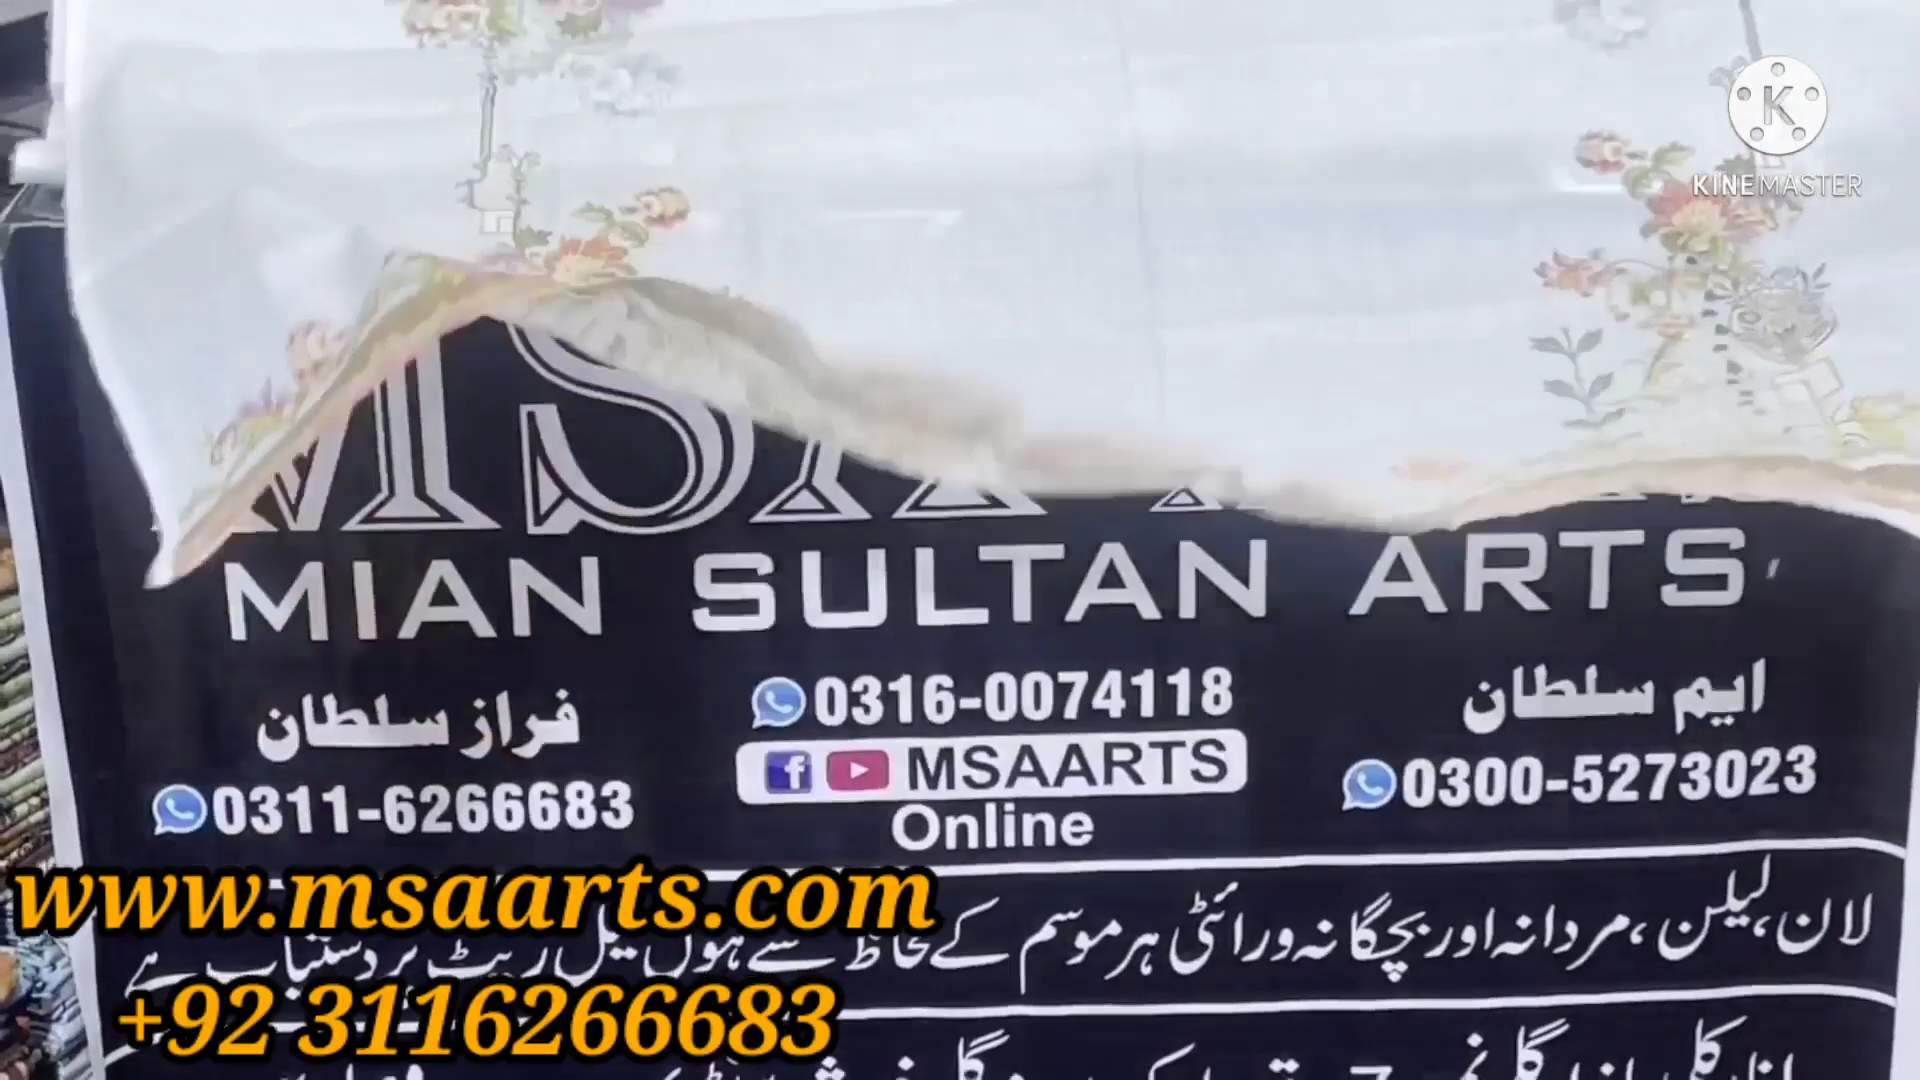 K
KINEMASTER
MIAN SULTAN ARTS
فراز سلطان
0316-0074118
ایم سلطان
0311-6266683
MSAARTS
0300-5273023
Online
www.msaarts.com
لان، لیلن، مردانہ اور بچگانہ ورائٹی ہر موسم کے لحاظ سے ہول سیل ریٹ پر دستیاب ہے
+92 3116266683